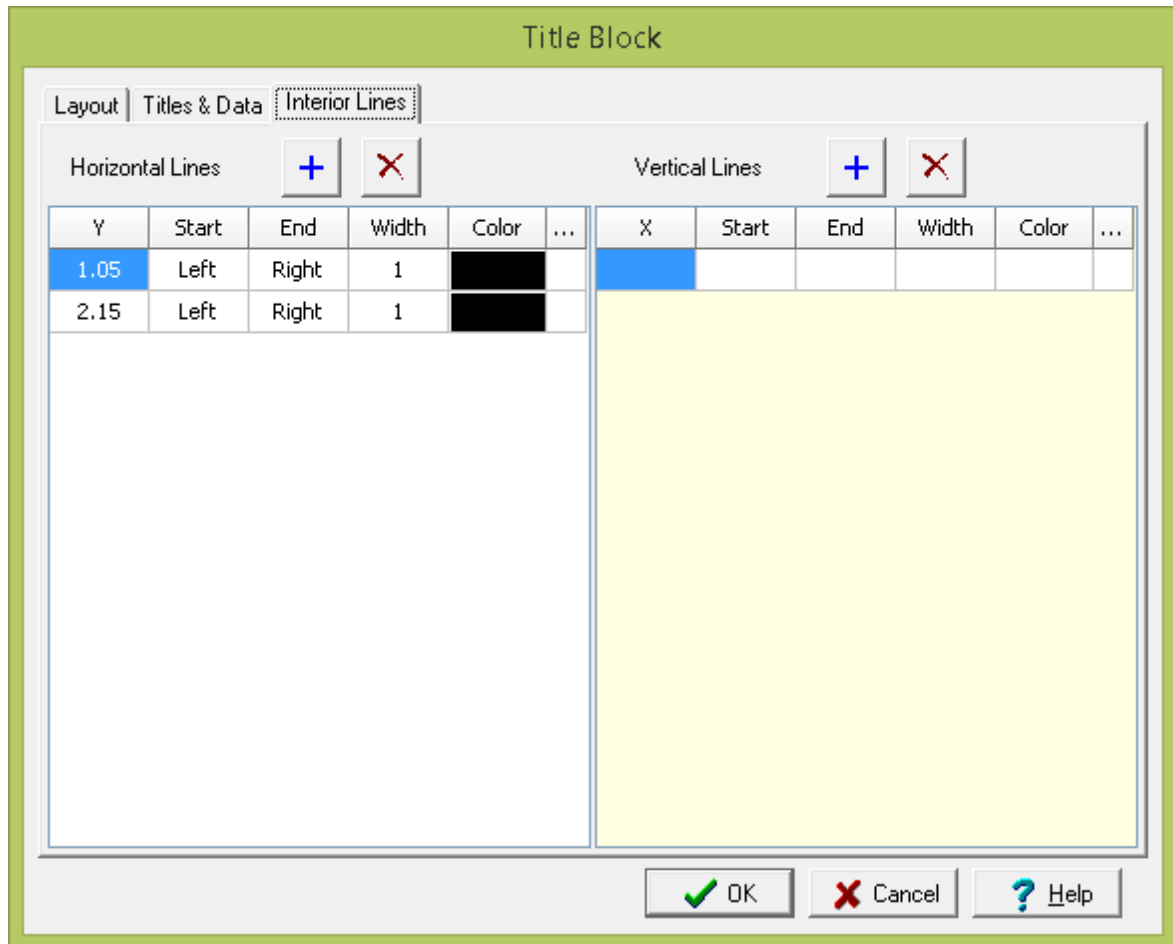 Title Block
Layout Titles & Data Interior Lines
Horizontal Lines Vertical Lines
Y Start End Width Color ... X Start End Width Color ...
1.05 Left Right 1
2.15 Left Right 1
OK Cancel Help